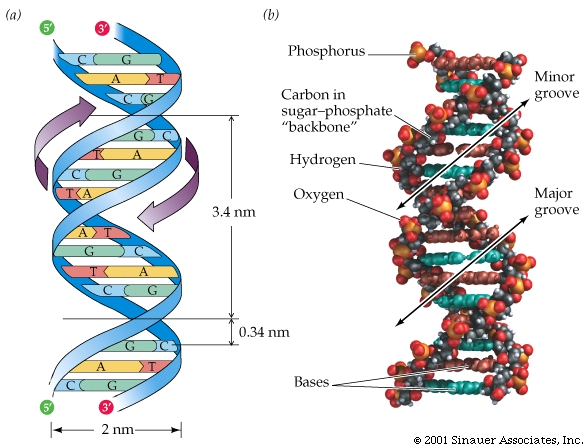 (a)
5′
3′
C G
A T
C G
G C
T A
C G
T A
A T
G C
T A
C G
G C
A T
C G
5′
3′
3.4 nm
0.34 nm
2 nm
(b)
Phosphorus
Carbon in
sugar–phosphate
“backbone”
Hydrogen
Oxygen
Bases
Minor
groove
Major
groove
© 2001 Sinauer Associates, Inc.